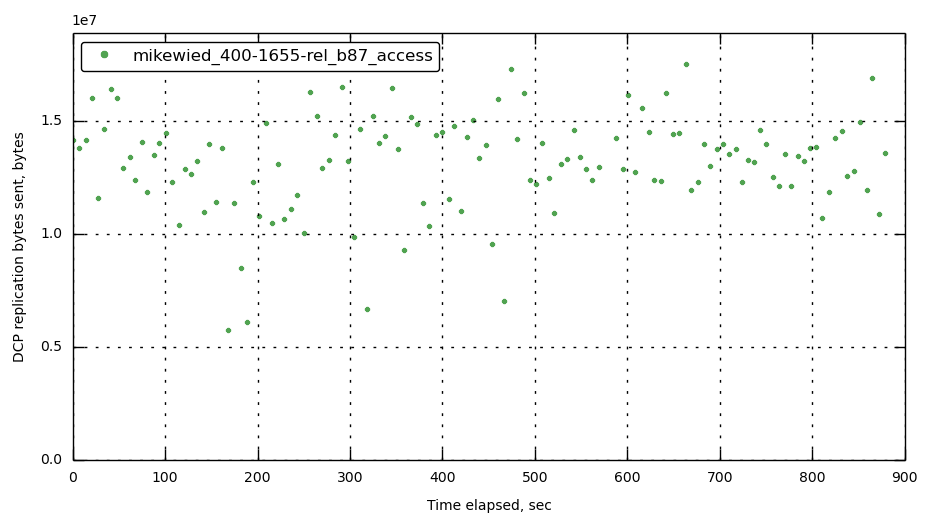 1e7
mikewied_400-1655-rel_b87_access
1.5
1.0
0.5
0.0
DCP replication bytes sent, bytes
0 100 200 300 400 500 600 700 800 900
Time elapsed, sec